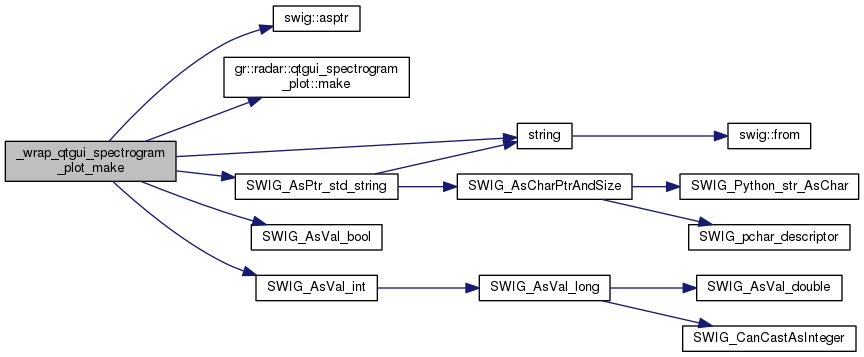 swig::asptr
gr::radar::qtgui_spectrogram
_plot::make
string
swig::from
_wrap_qtgui_spectrogram
_plot_make
SWIG_AsPtr_std_string
SWIG_AsCharPtrAndSize
SWIG_Python_str_AsChar
SWIG_pchar_descriptor
SWIG_AsVal_bool
SWIG_AsVal_int
SWIG_AsVal_long
SWIG_AsVal_double
SWIG_CanCastAsInteger